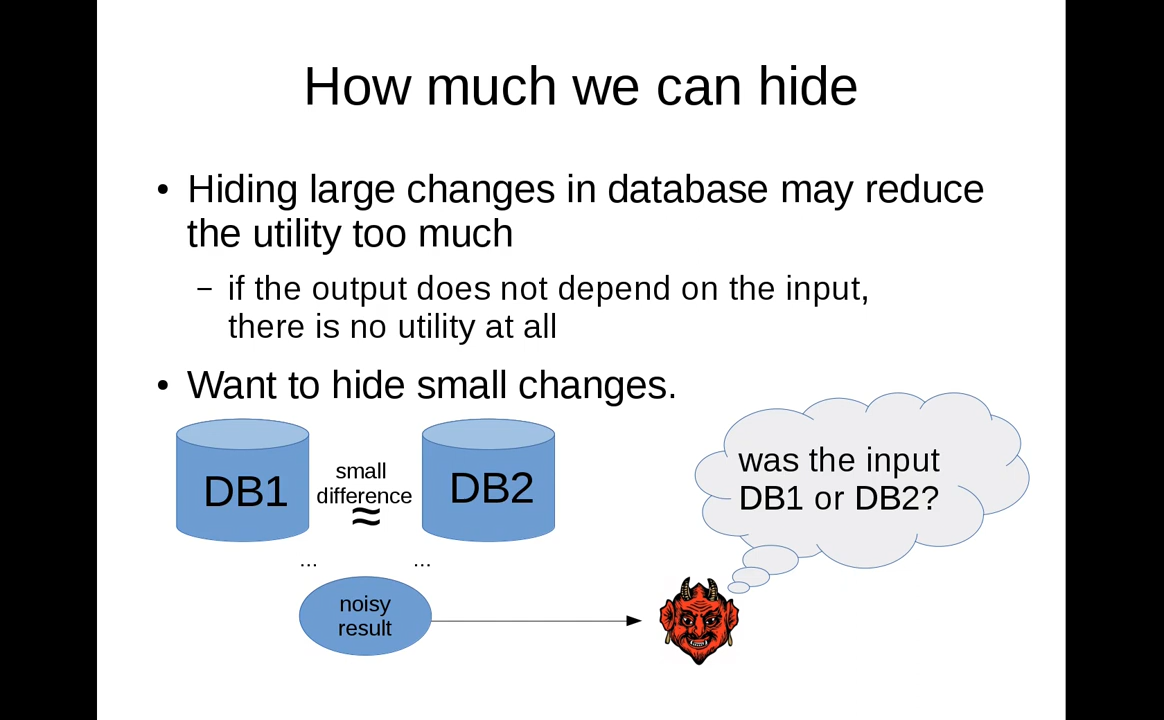 How much we can hide
• Hiding large changes in database may reduce
the utility too much
– if the output does not depend on the input,
there is no utility at all
• Want to hide small changes.
DB1
small
difference
≈
DB2
was the input
DB1 or DB2?
... ...
noisy
result